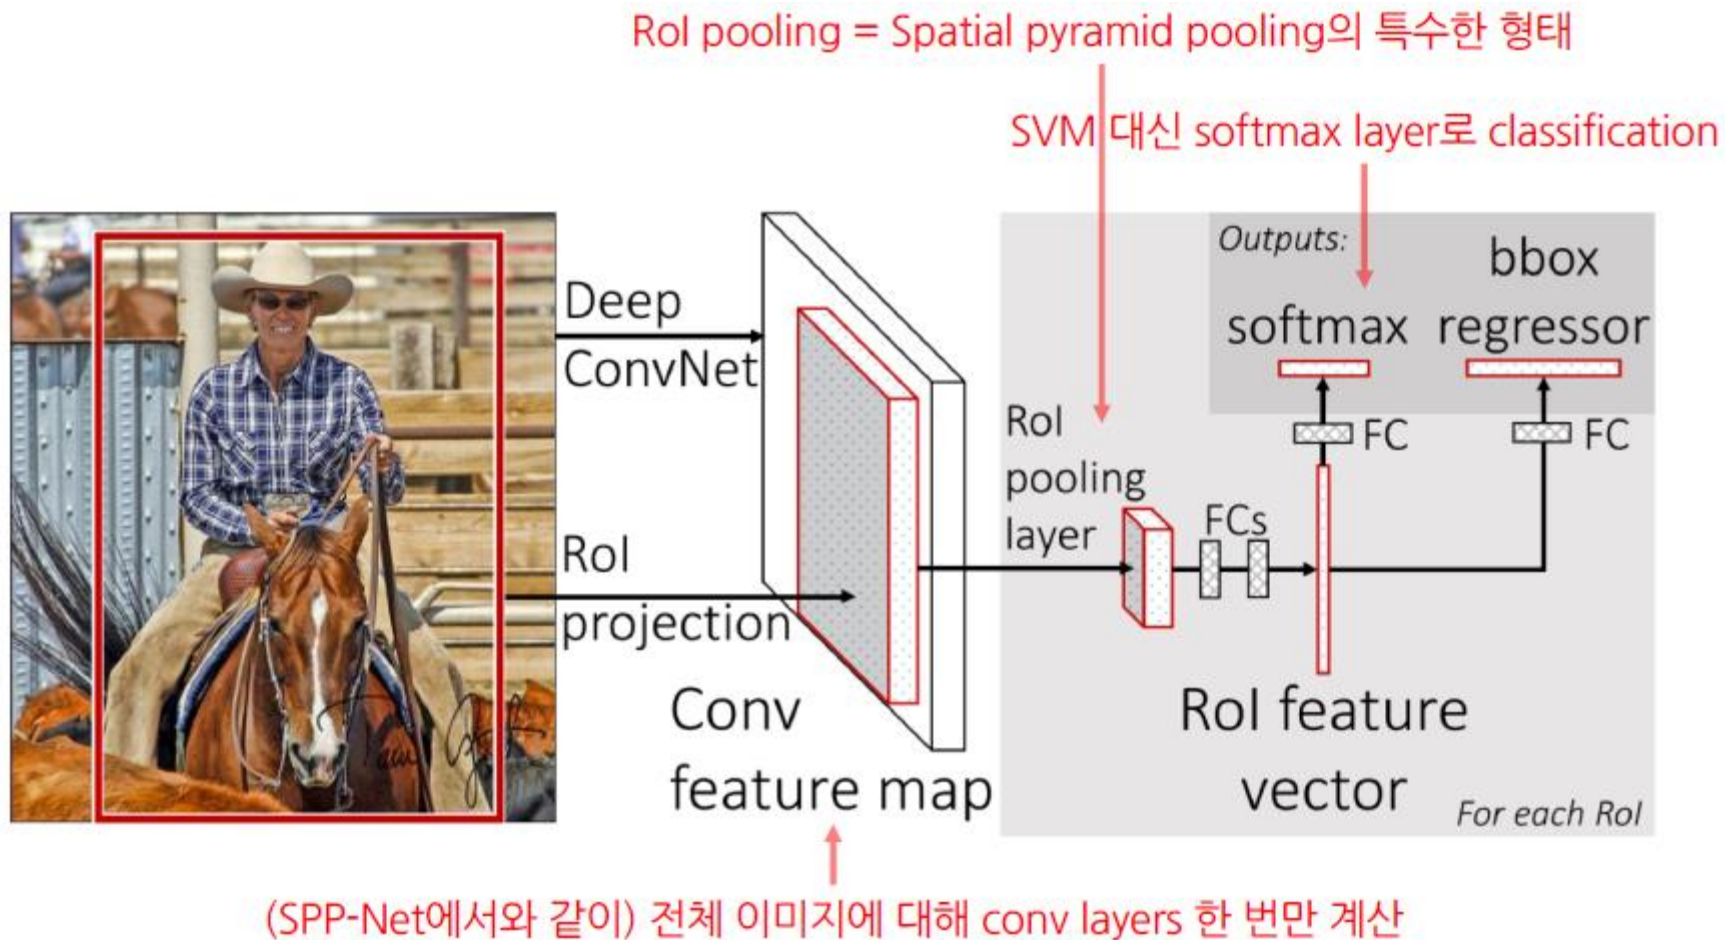 RoI pooling = Spatial pyramid pooling의 특수한 형태
SVM 대신 softmax layer로 classification
Deep
ConvNet
RoI
projection
Conv
feature map
RoI
pooling
layer
FCs
Outputs:
softmax
bbox
regressor
FC
FC
RoI feature
vector
For each RoI
(SPP-Net에서와 같이) 전체 이미지에 대해 conv layers 한 번만 계산